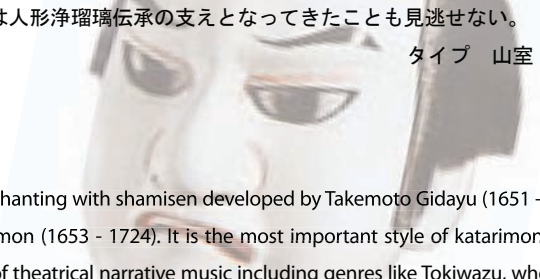 は人形浄瑠璃伝承の支えとなってきたことも見逃せない。
タイプ　山室
hanting with shamisen developed by Takemoto Gidayu (1651 -
mon (1653 - 1724). It is the most important style of katarimon
of theatrical narrative music including genres like Tokiwazu, whe